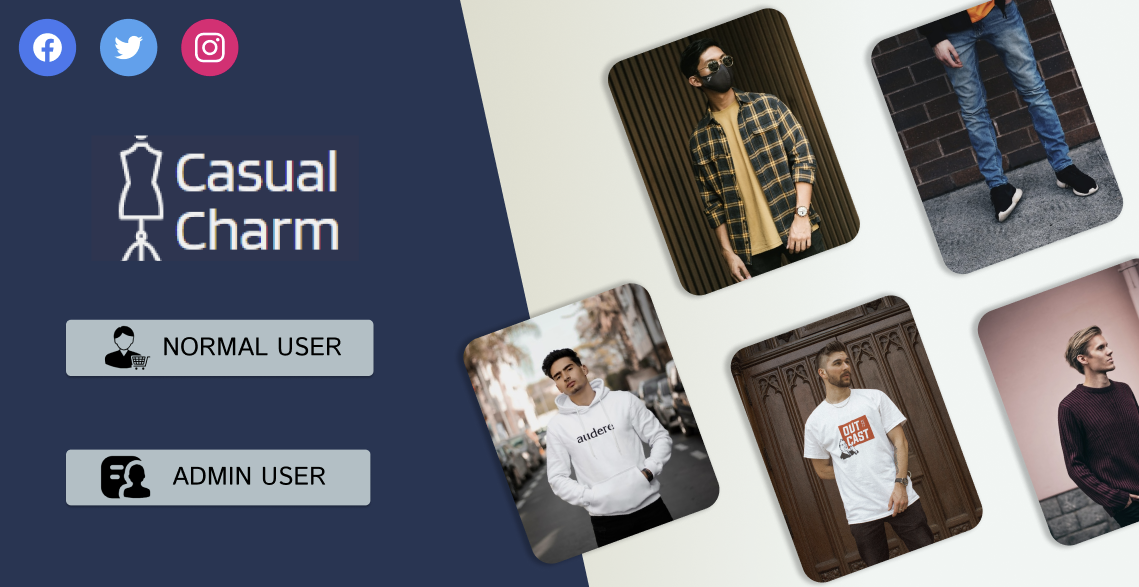 Casual
Charm
NORMAL USER
ADMIN USER
audere
OUT
CAST